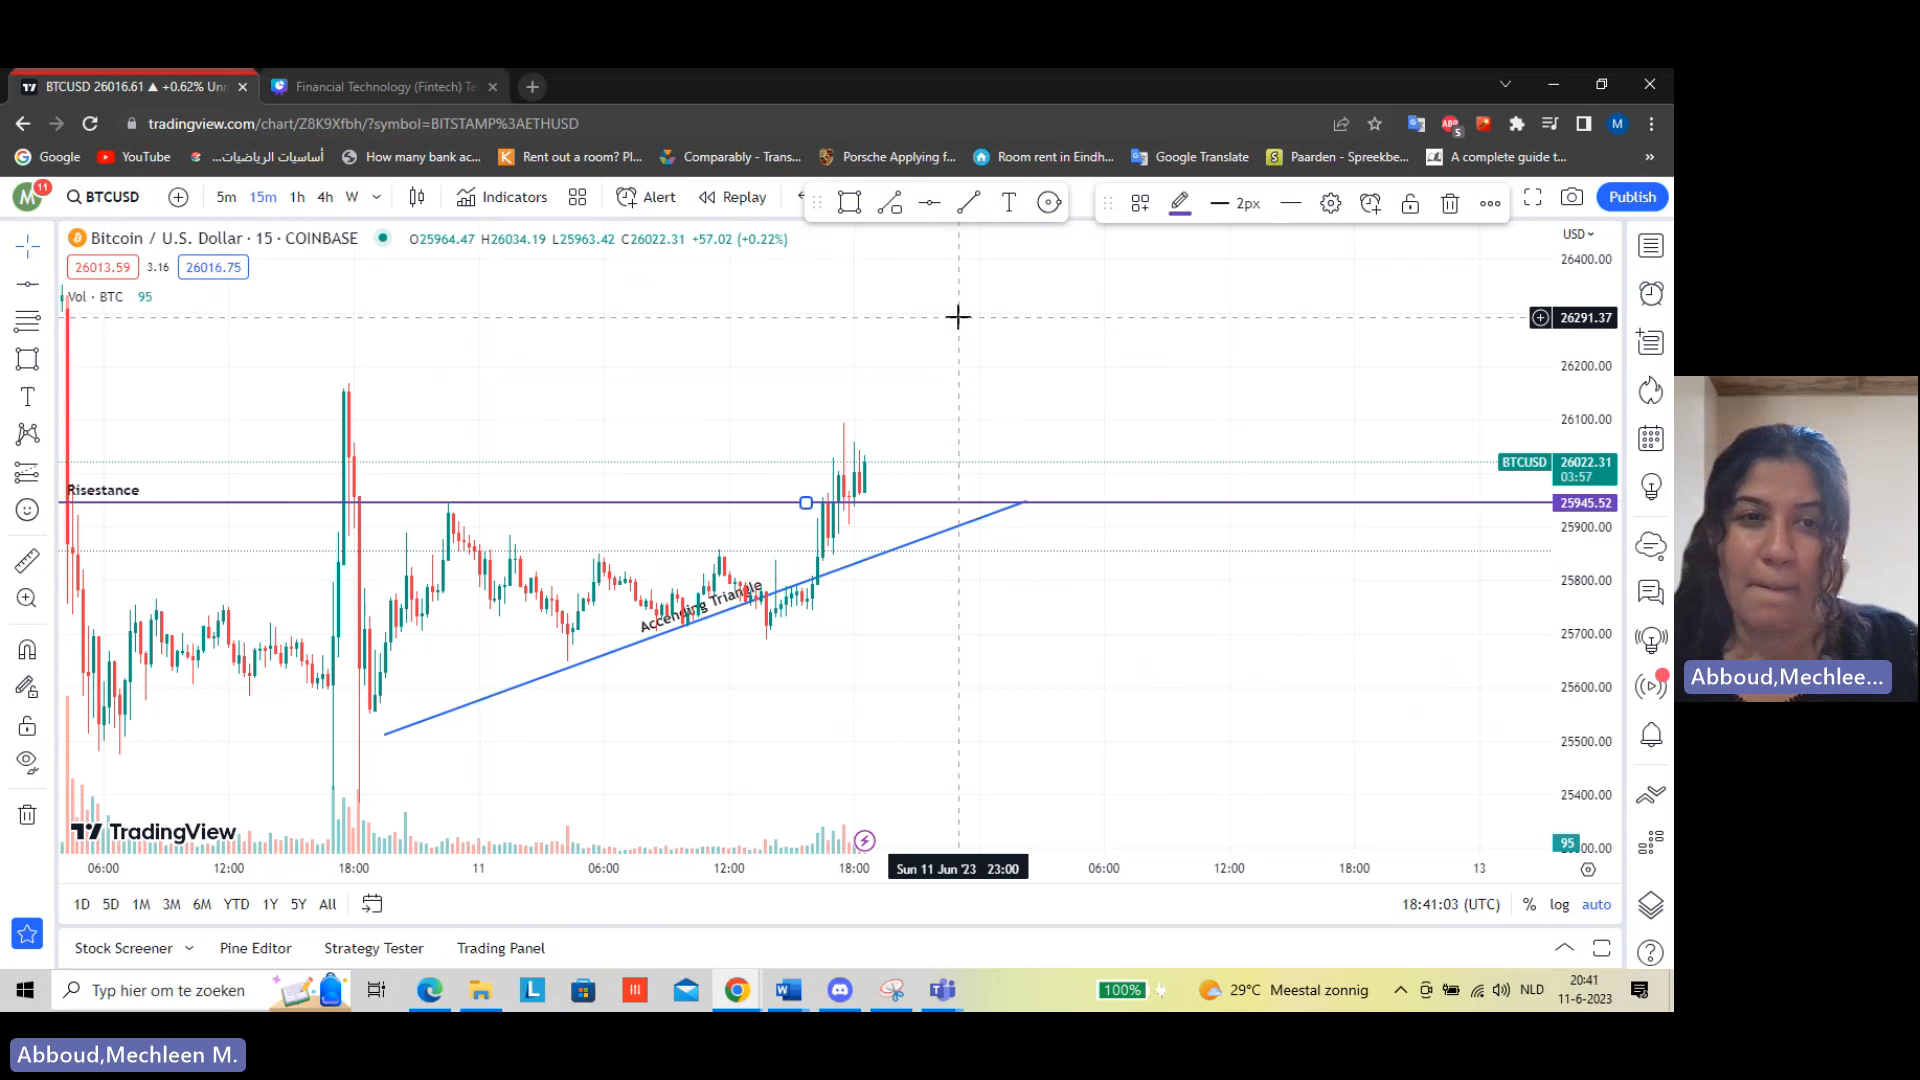 BTCUSD 26016.61 ▲ +0.62% Unn
Financial Technology (Fintech) Te
tradingview.com/chart/Z8K9Xfbh/?symbol=BITSTAMP%3AETHUSD
M
Google
YouTube
أساسيات الرياضيات...
How many bank ac...
Rent out a room? Pl...
Comparably - Trans...
Porsche Applying f...
Room rent in Eindh...
Google Translate
Paarden - Spreekbe...
A complete guide t...
»
M 11
BTCUSD
5m 15m 1h 4h W
Indicators
Alert
Replay
T
2px
Publish
Bitcoin / U.S. Dollar · 15 · COINBASE
O25964.47 H26034.19 L25963.42 C26022.31 +57.02 (+0.22%)
USD
26400.00
26013.59 3.16 26016.75
Vol · BTC 95
26291.37
26200.00
26100.00
BTCUSD 26022.31
03:57
Risestance
25945.52
25900.00
25800.00
Accending Triangle
25700.00
25600.00
25500.00
25400.00
TradingView
95
06:00 12:00 18:00 11 06:00 12:00 18:00 Sun 11 Jun '23 23:00 06:00 12:00 18:00 13
1D 5D 1M 3M 6M YTD 1Y 5Y All
18:41:03 (UTC) % log auto
Stock Screener
Pine Editor
Strategy Tester
Trading Panel
Typ hier om te zoeken
100%
29°C Meestal zonnig
NLD
20:41
11-6-2023
Abboud,Mechlee...
Abboud,Mechleen M.